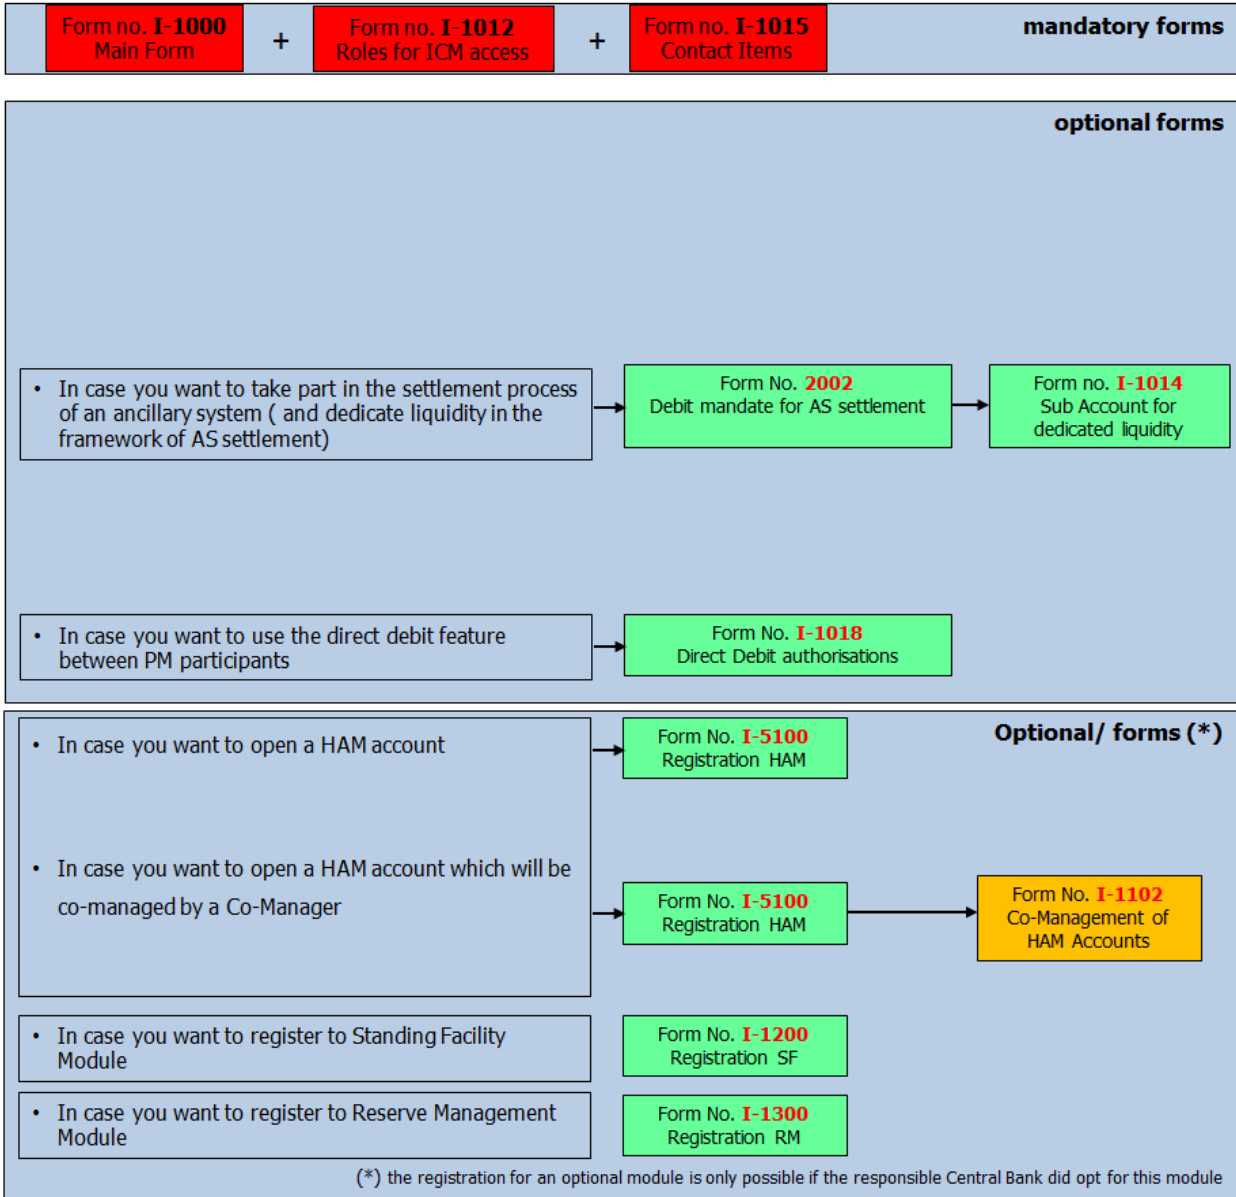 Form no. I-1000
Main Form
+
Form no. I-1012
Roles for ICM access
+
Form no. I-1015
Contact Items
mandatory forms
optional forms
• In case you want to take part in the settlement process
of an ancillary system ( and dedicate liquidity in the
framework of AS settlement)
Form No. 2002
Debit mandate for AS settlement
Form no. I-1014
Sub Account for
dedicated liquidity
• In case you want to use the direct debit feature
between PM participants
Form No. I-1018
Direct Debit authorisations
Optional/ forms (*)
• In case you want to open a HAM account
Form No. I-5100
Registration HAM
• In case you want to open a HAM account which will be
co-managed by a Co-Manager
Form No. I-5100
Registration HAM
Form No. I-1102
Co-Management of
HAM Accounts
• In case you want to register to Standing Facility
Module
Form No. I-1200
Registration SF
• In case you want to register to Reserve Management
Module
Form No. I-1300
Registration RM
(*) the registration for an optional module is only possible if the responsible Central Bank did opt for this module